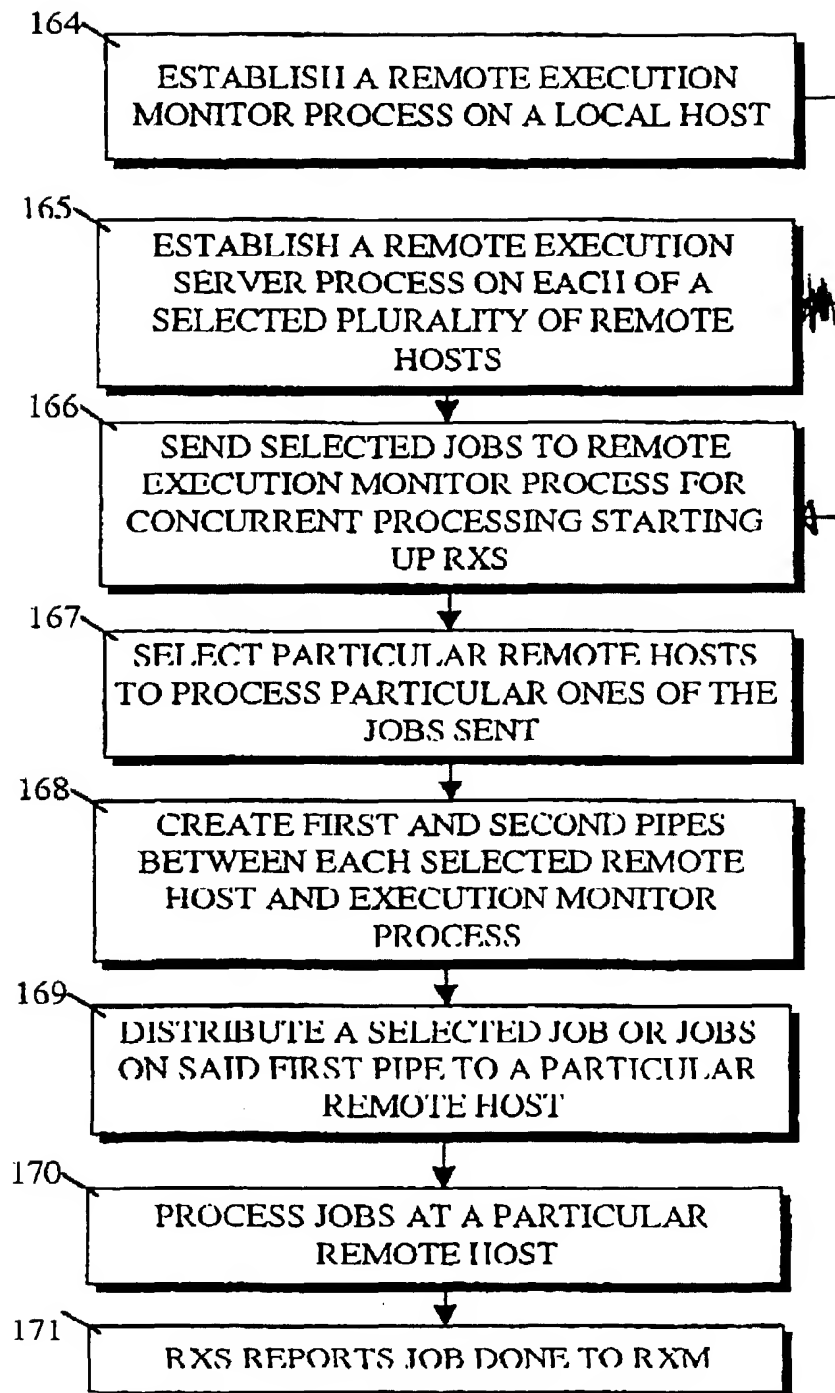 164
ESTABLISH A REMOTE EXECUTION
MONITOR PROCESS ON A LOCAL HOST
165
ESTABLISH A REMOTE EXECUTION
SERVER PROCESS ON EACH OF A
SELECTED PLURALITY OF REMOTE
HOSTS
166
SEND SELECTED JOBS TO REMOTE
EXECUTION MONITOR PROCESS FOR
CONCURRENT PROCESSING STARTING
UP RXS
167
SELECT PARTICULAR REMOTE HOSTS
TO PROCESS PARTICULAR ONES OF THE
JOBS SENT
168
CREATE FIRST AND SECOND PIPES
BETWEEN EACH SELECTED REMOTE
HOST AND EXECUTION MONITOR
PROCESS
169
DISTRIBUTE A SELECTED JOB OR JOBS
ON SAID FIRST PIPE TO A PARTICULAR
REMOTE HOST
170
PROCESS JOBS AT A PARTICULAR
REMOTE HOST
171
RXS REPORTS JOB DONE TO RXM